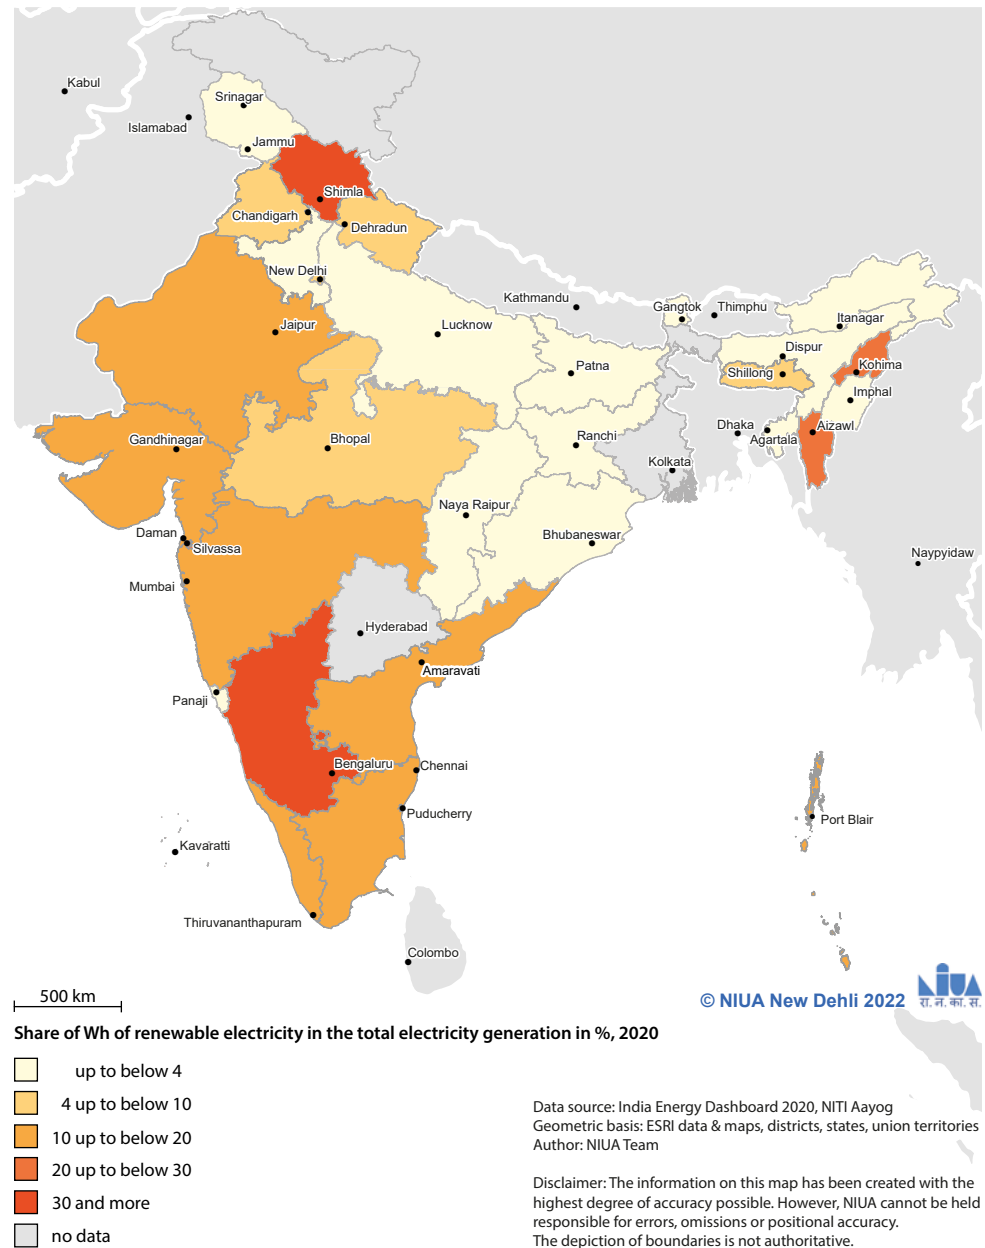 Kabul
Srinagar
Islamabad
Jammu
Shimla
Chandigarh
Dehradun
New Delhi
Kathmandu
Gangtok
Thimphu
Itanagar
Jaipur
Lucknow
Dispur
Patna
Kohima
Shillong
Imphal
Gandhinagar
Bhopal
Ranchi
Dhaka
Aizawl
Agartala
Kolkata
Naya Raipur
Daman
Bhubaneswar
Silvassa
Naypyidaw
Mumbai
Hyderabad
Amaravati
Panaji
Bengaluru
Chennai
Puducherry
Port Blair
Kavaratti
Thiruvananthapuram
Colombo
500 km
© NIUA New Dehli 2022
NIUA
रा. न. का. सं.
Share of Wh of renewable electricity in the total electricity generation in %, 2020
up to below 4
4 up to below 10
10 up to below 20
20 up to below 30
30 and more
no data
Data source: India Energy Dashboard 2020, NITI Aayog
Geometric basis: ESRI data & maps, districts, states, union territories
Author: NIUA Team
Disclaimer: The information on this map has been created with the
highest degree of accuracy possible. However, NIUA cannot be held
responsible for errors, omissions or positional accuracy.
The depiction of boundaries is not authoritative.